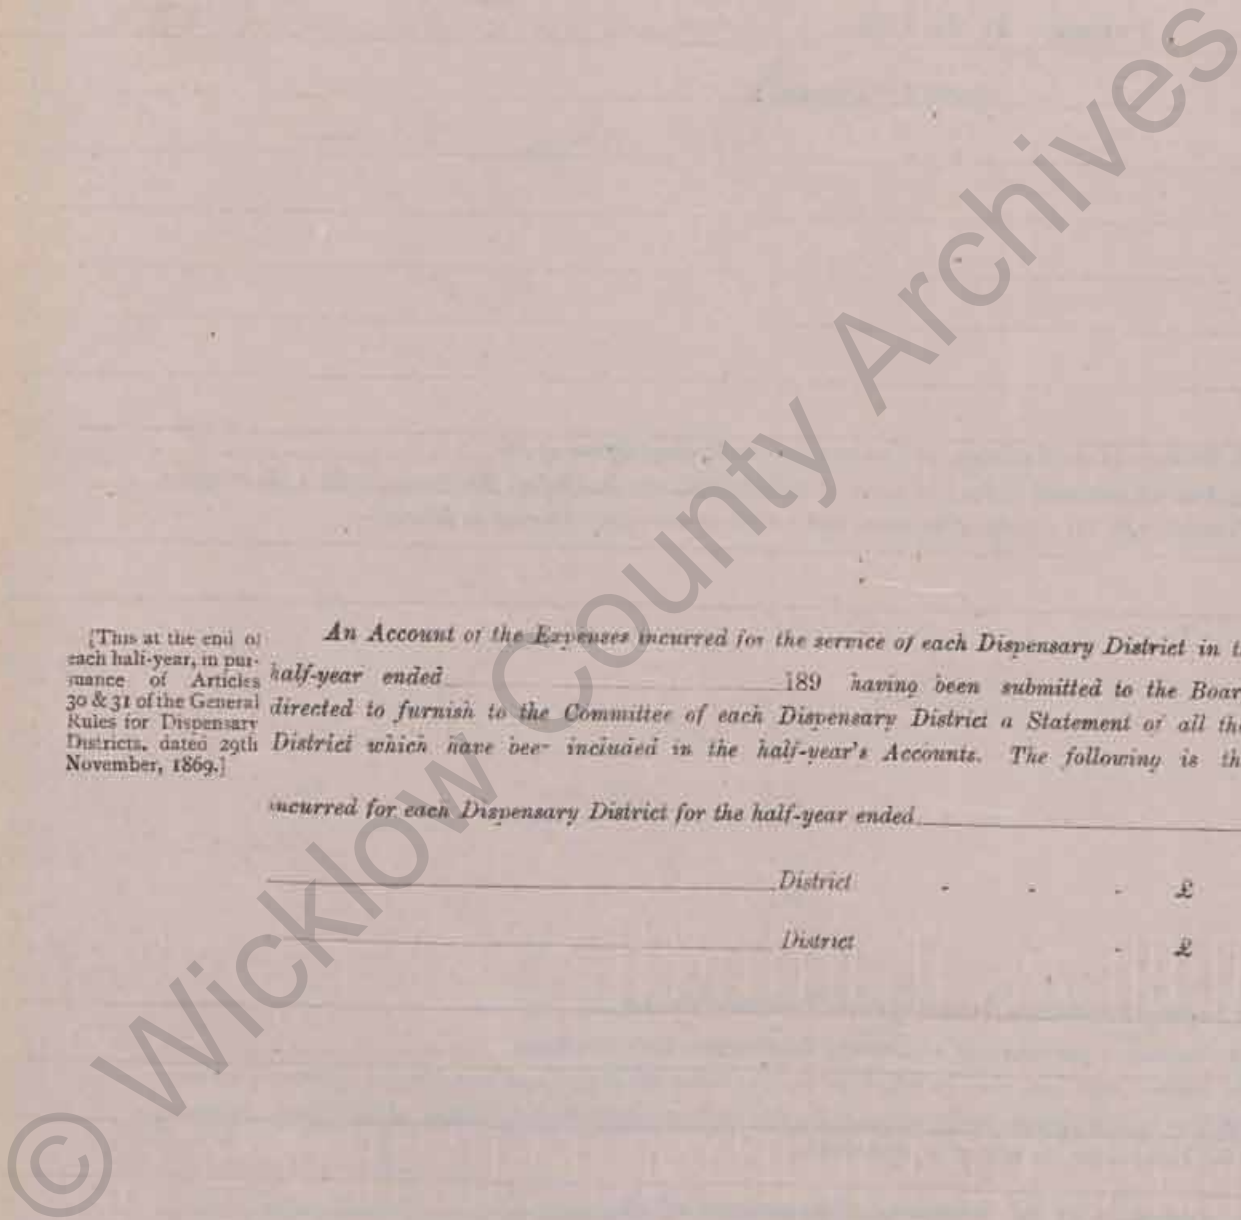 [This at the end of
each half-year, in pur-
suance of Articles
30 & 31 of the General
Rules for Dispensary
Districts, dated 29th
November, 1869.]
An Account of the Expenses incurred for the service of each Dispensary District in t
half-year ended 189 having been submitted to the Boar
directed to furnish to the Committee of each Dispensary District a Statement of all the
District which have been included in the half-year's Accounts. The following is th
incurred for each Dispensary District for the half-year ended
District - - - £
District - £
© Wicklow County Archives